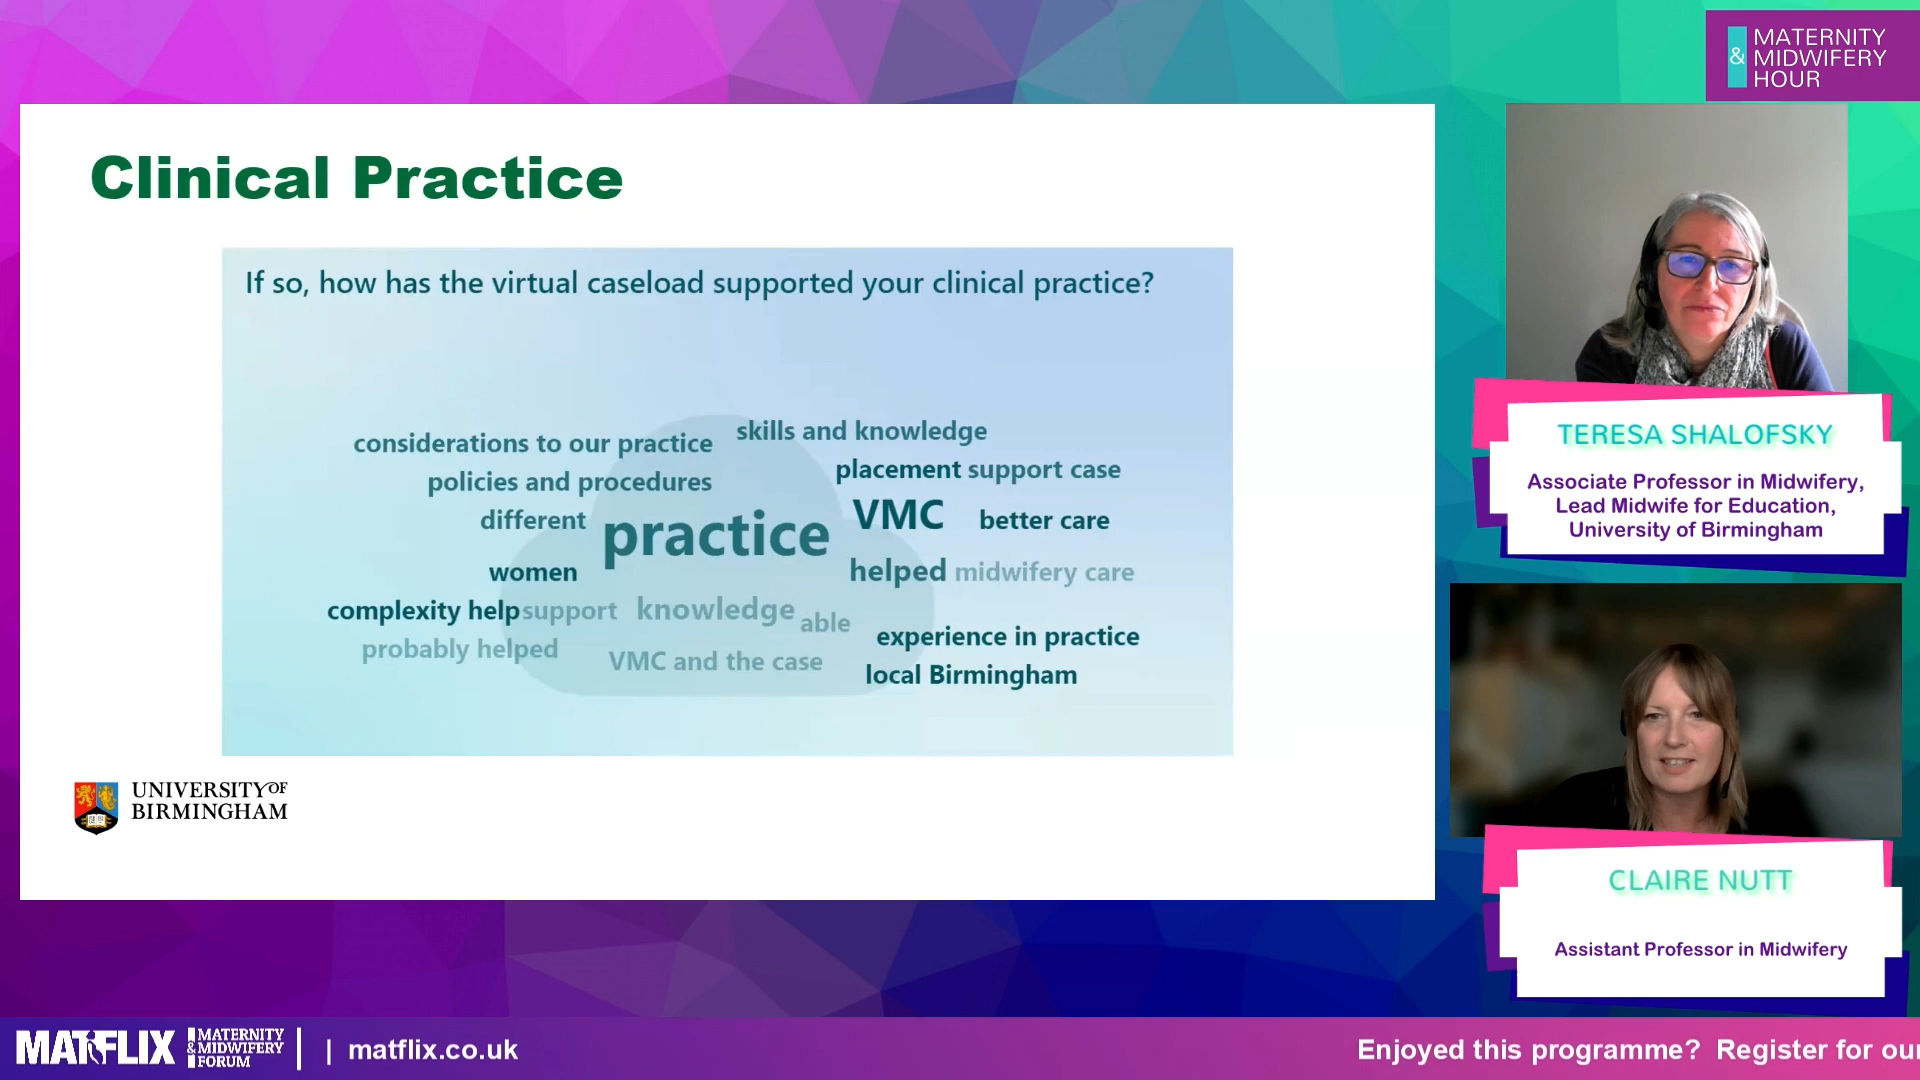 MATERNITY
& MIDWIFERY
HOUR
Clinical Practice
If so, how has the virtual caseload supported your clinical practice?
considerations to our practice
skills and knowledge
policies and procedures
placement support case
different
practice
VMC
better care
women
helped
midwifery care
complexity help
support
knowledge
able
probably helped
VMC and the case
experience in practice
local Birmingham
UNIVERSITY OF
BIRMINGHAM
TERESA SHALOFSKY
Associate Professor in Midwifery,
Lead Midwife for Education,
University of Birmingham
CLAIRE NUTT
Assistant Professor in Midwifery
MATFLIX
MATERNITY
&MIDWIFERY
FORUM
| matflix.co.uk
Enjoyed this programme? Register for our